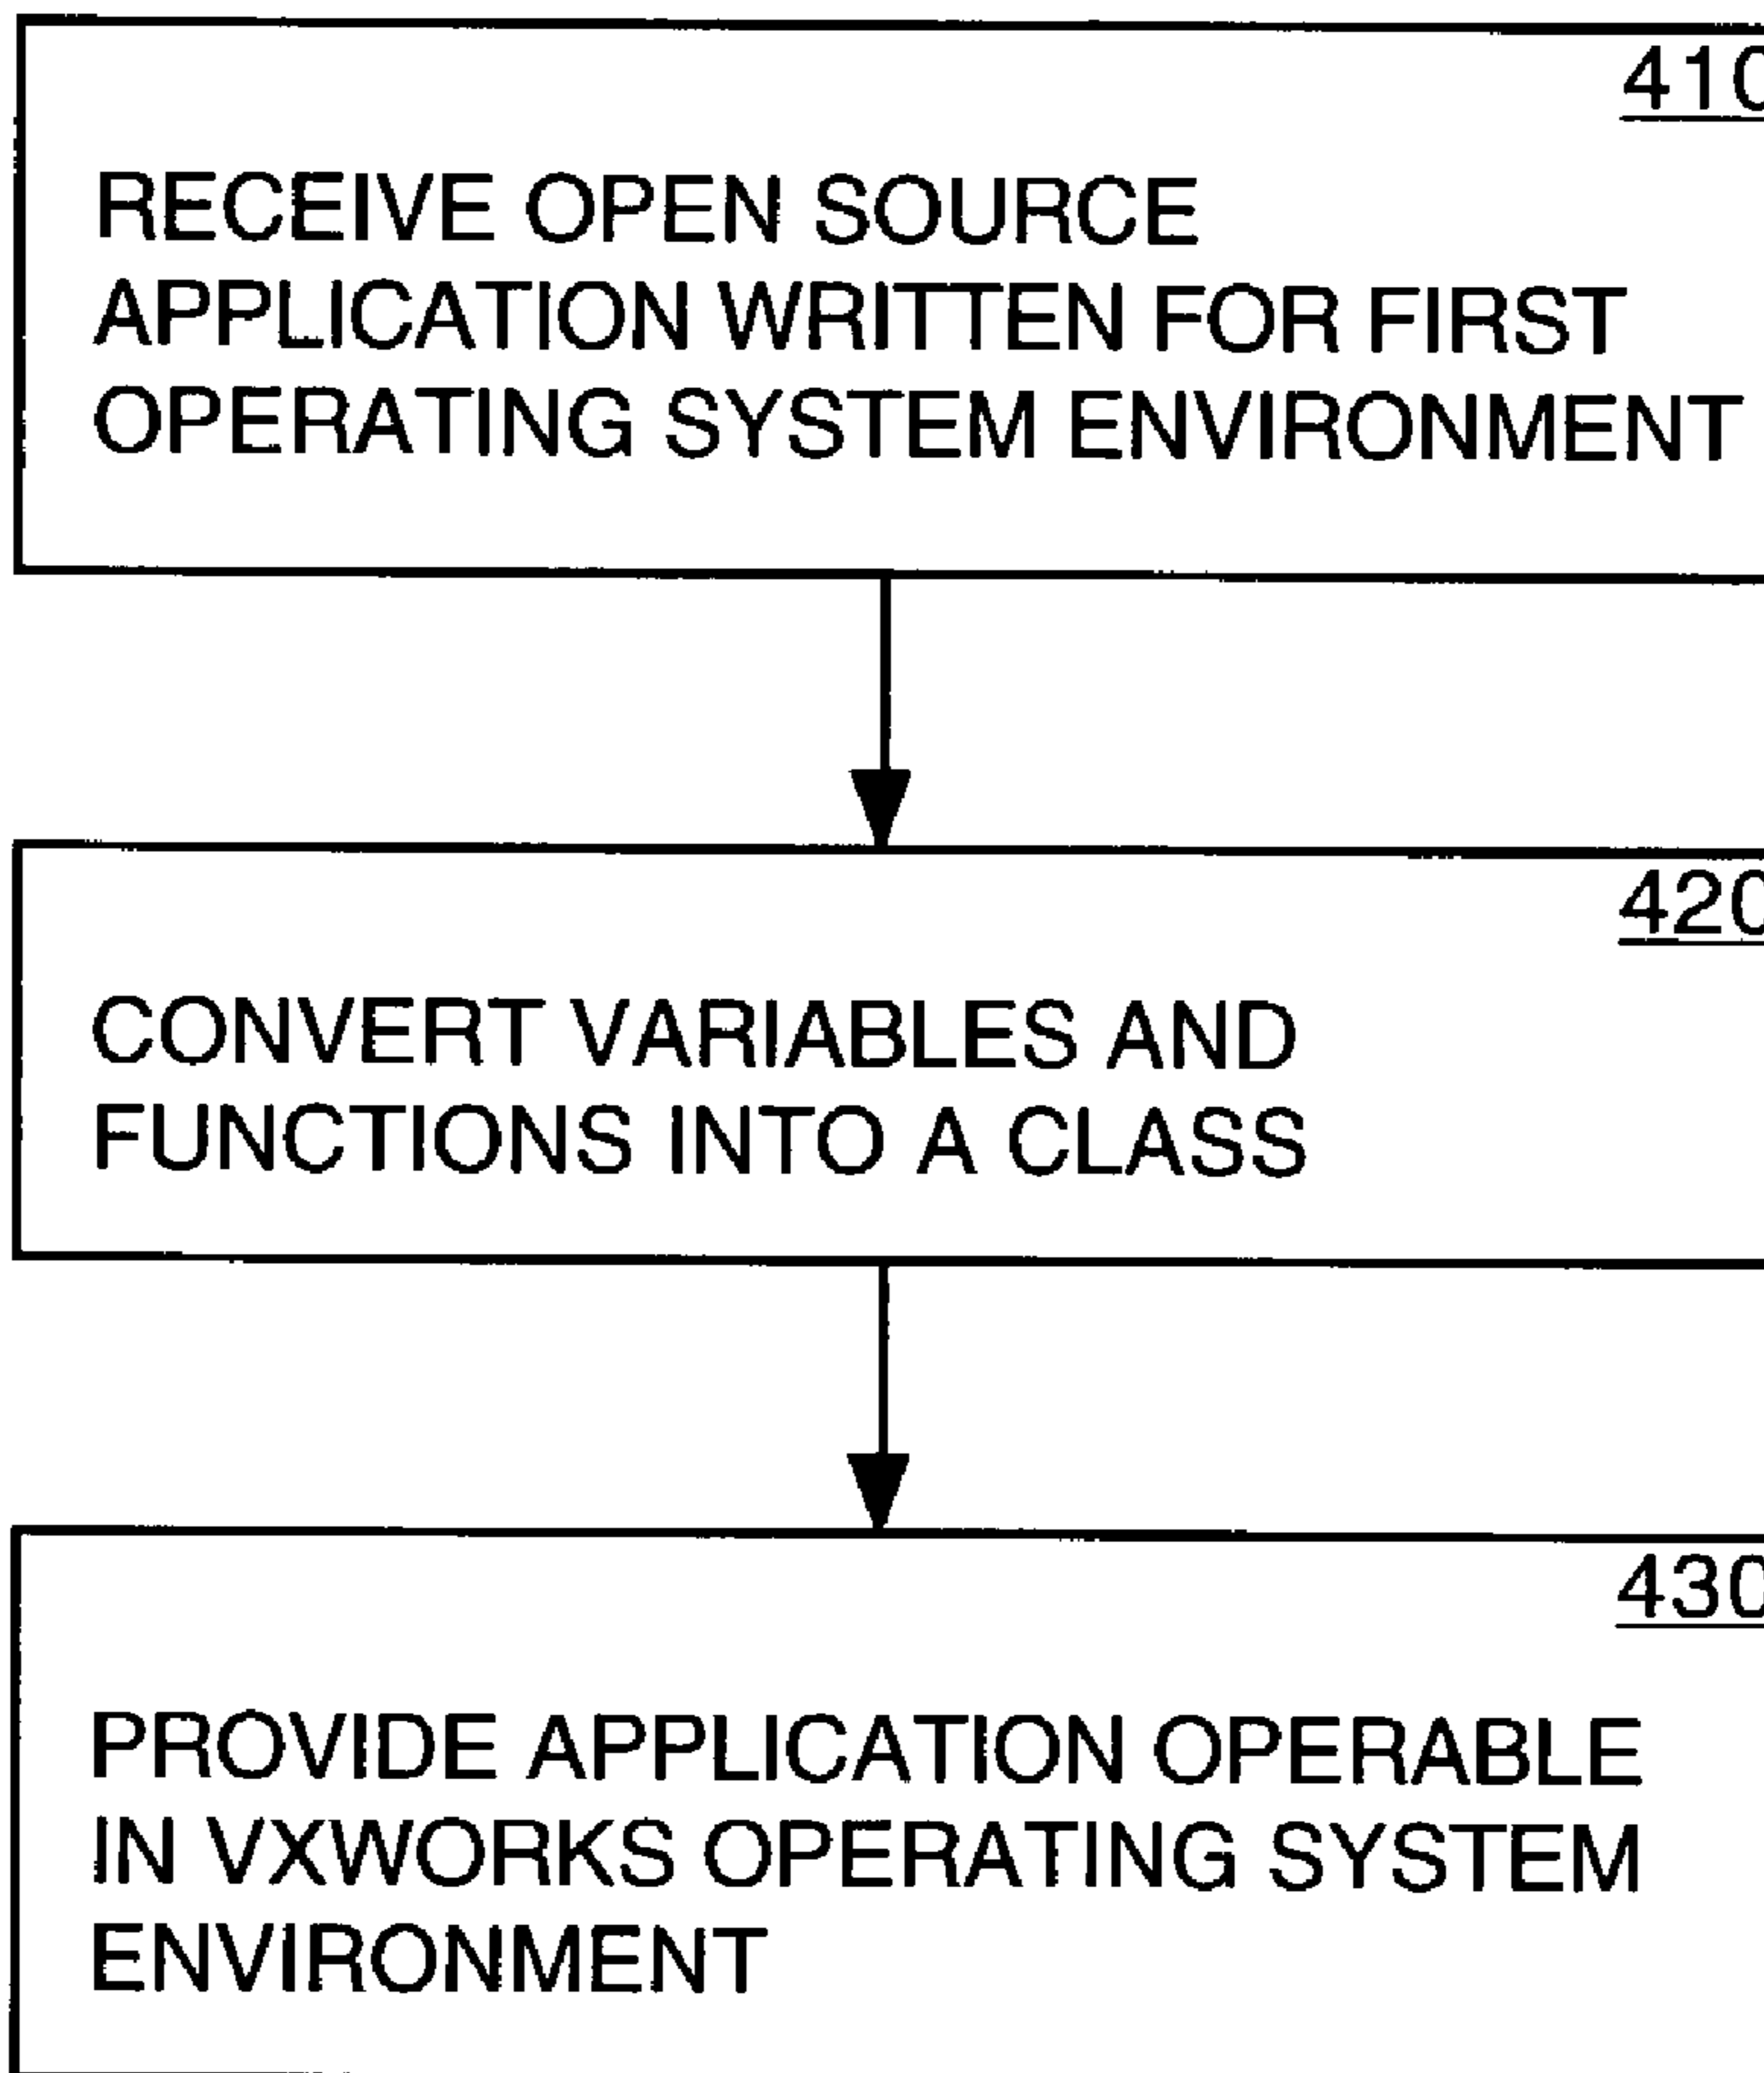 410
RECEIVE OPEN SOURCE
APPLICATION WRITTEN FOR FIRST
OPERATING SYSTEM ENVIRONMENT
420
CONVERT VARIABLES AND
FUNCTIONS INTO A CLASS
430
PROVIDE APPLICATION OPERABLE
IN VXWORKS OPERATING SYSTEM
ENVIRONMENT